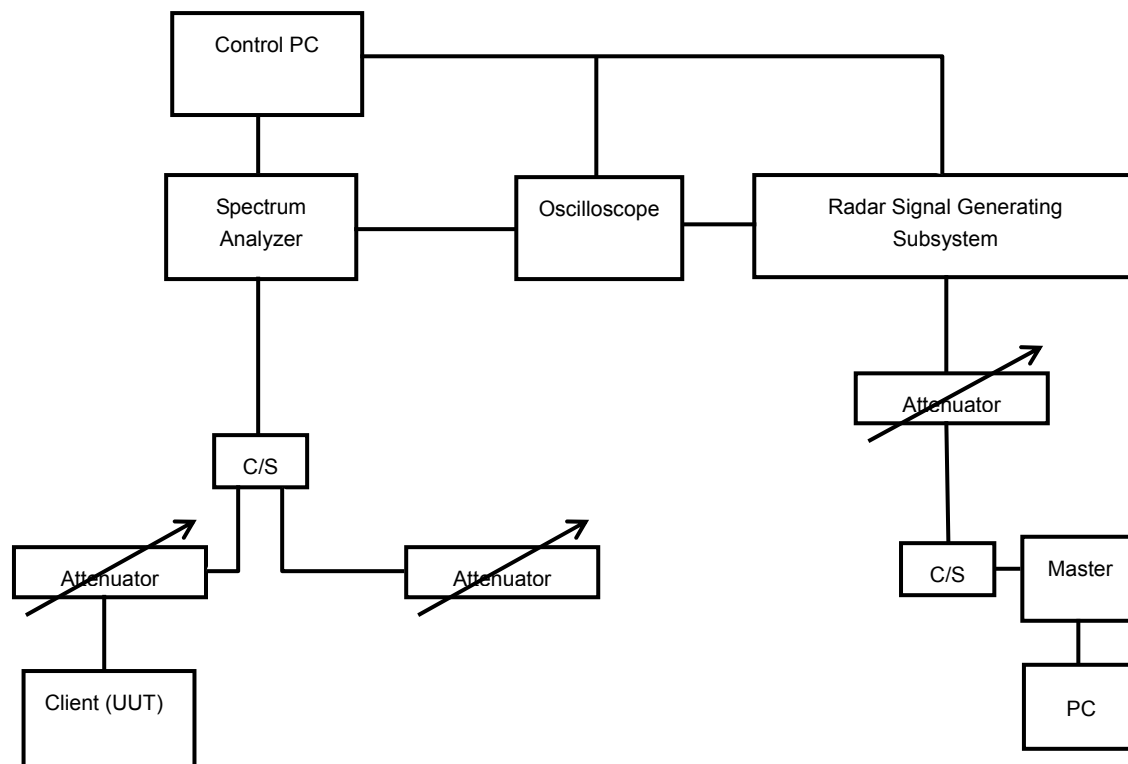 Control PC
Spectrum
Analyzer
Oscilloscope
Radar Signal Generating
Subsystem
Attenuator
C/S
Attenuator
Attenuator
C/S
Master
Client (UUT)
PC